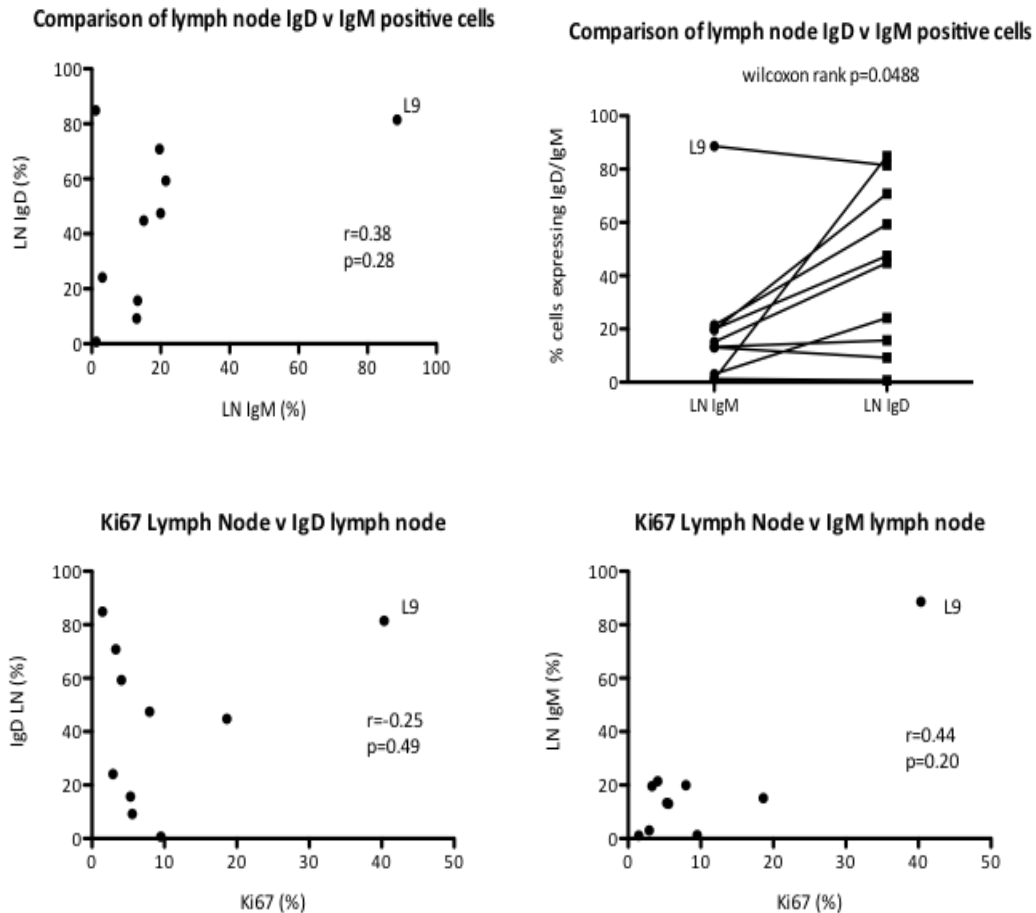 Comparison of lymph node IgD v IgM positive cells
100
80
60
40
20
0
LN IgD (%)
L9
r=0.38
p=0.28
0 20 40 60 80 100
LN IgM (%)
Comparison of lymph node IgD v IgM positive cells
wilcoxon rank p=0.0488
100
80
60
40
20
0
% cells expressing IgD/IgM
L9
LN IgM LN IgD
Ki67 Lymph Node v IgD lymph node
100
80
60
40
20
0
IgD LN (%)
L9
r=-0.25
p=0.49
0 10 20 30 40 50
Ki67 (%)
Ki67 Lymph Node v IgM lymph node
100
80
60
40
20
0
LN IgM (%)
L9
r=0.44
p=0.20
0 10 20 30 40 50
Ki67 (%)